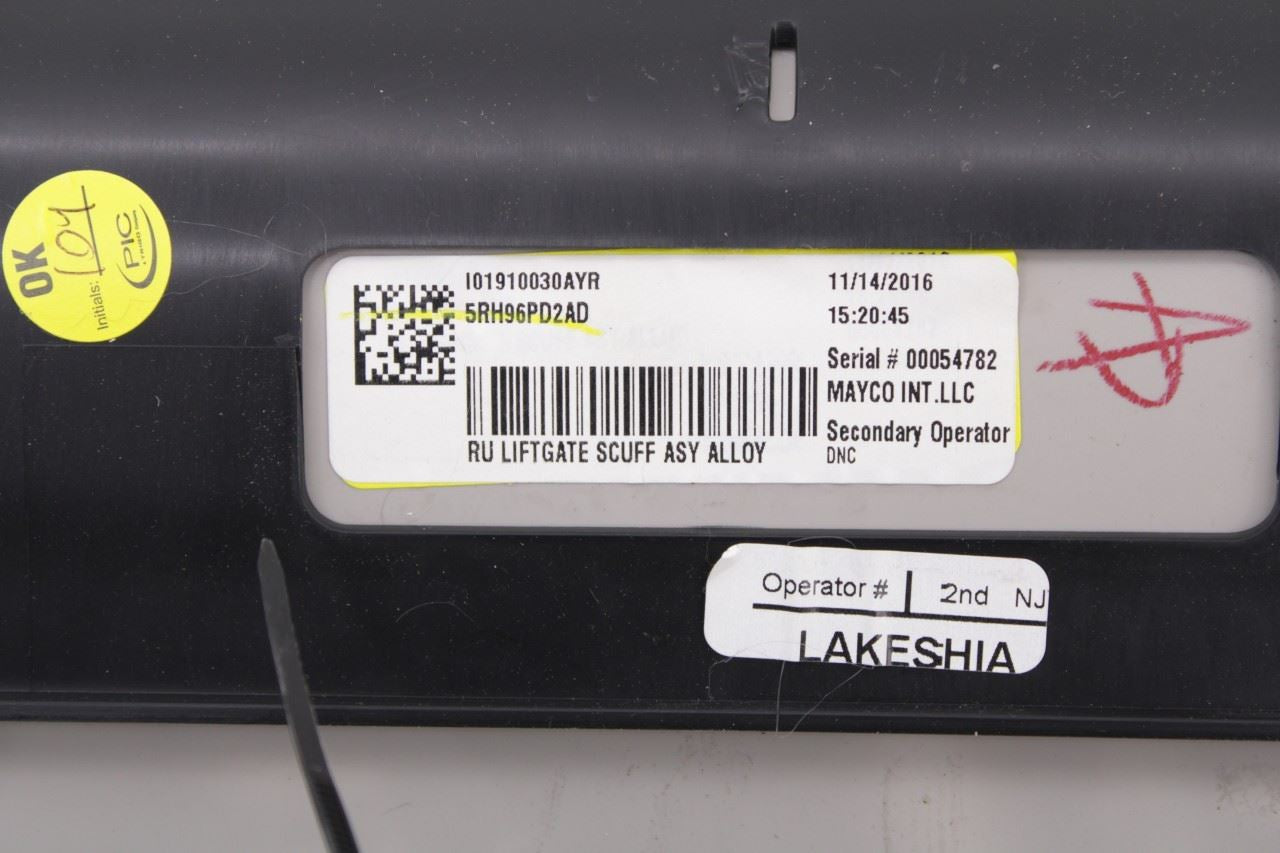 OK
Initials: 107
PIC
I01910030AYR
5RH96PD2AD
11/14/2016
15:20:45
Serial # 00054782
MAYCO INT.LLC
RU LIFTGATE SCUFF ASY ALLOY
Secondary Operator
DNC
A
Operator # 2nd NJ
LAKESHIA